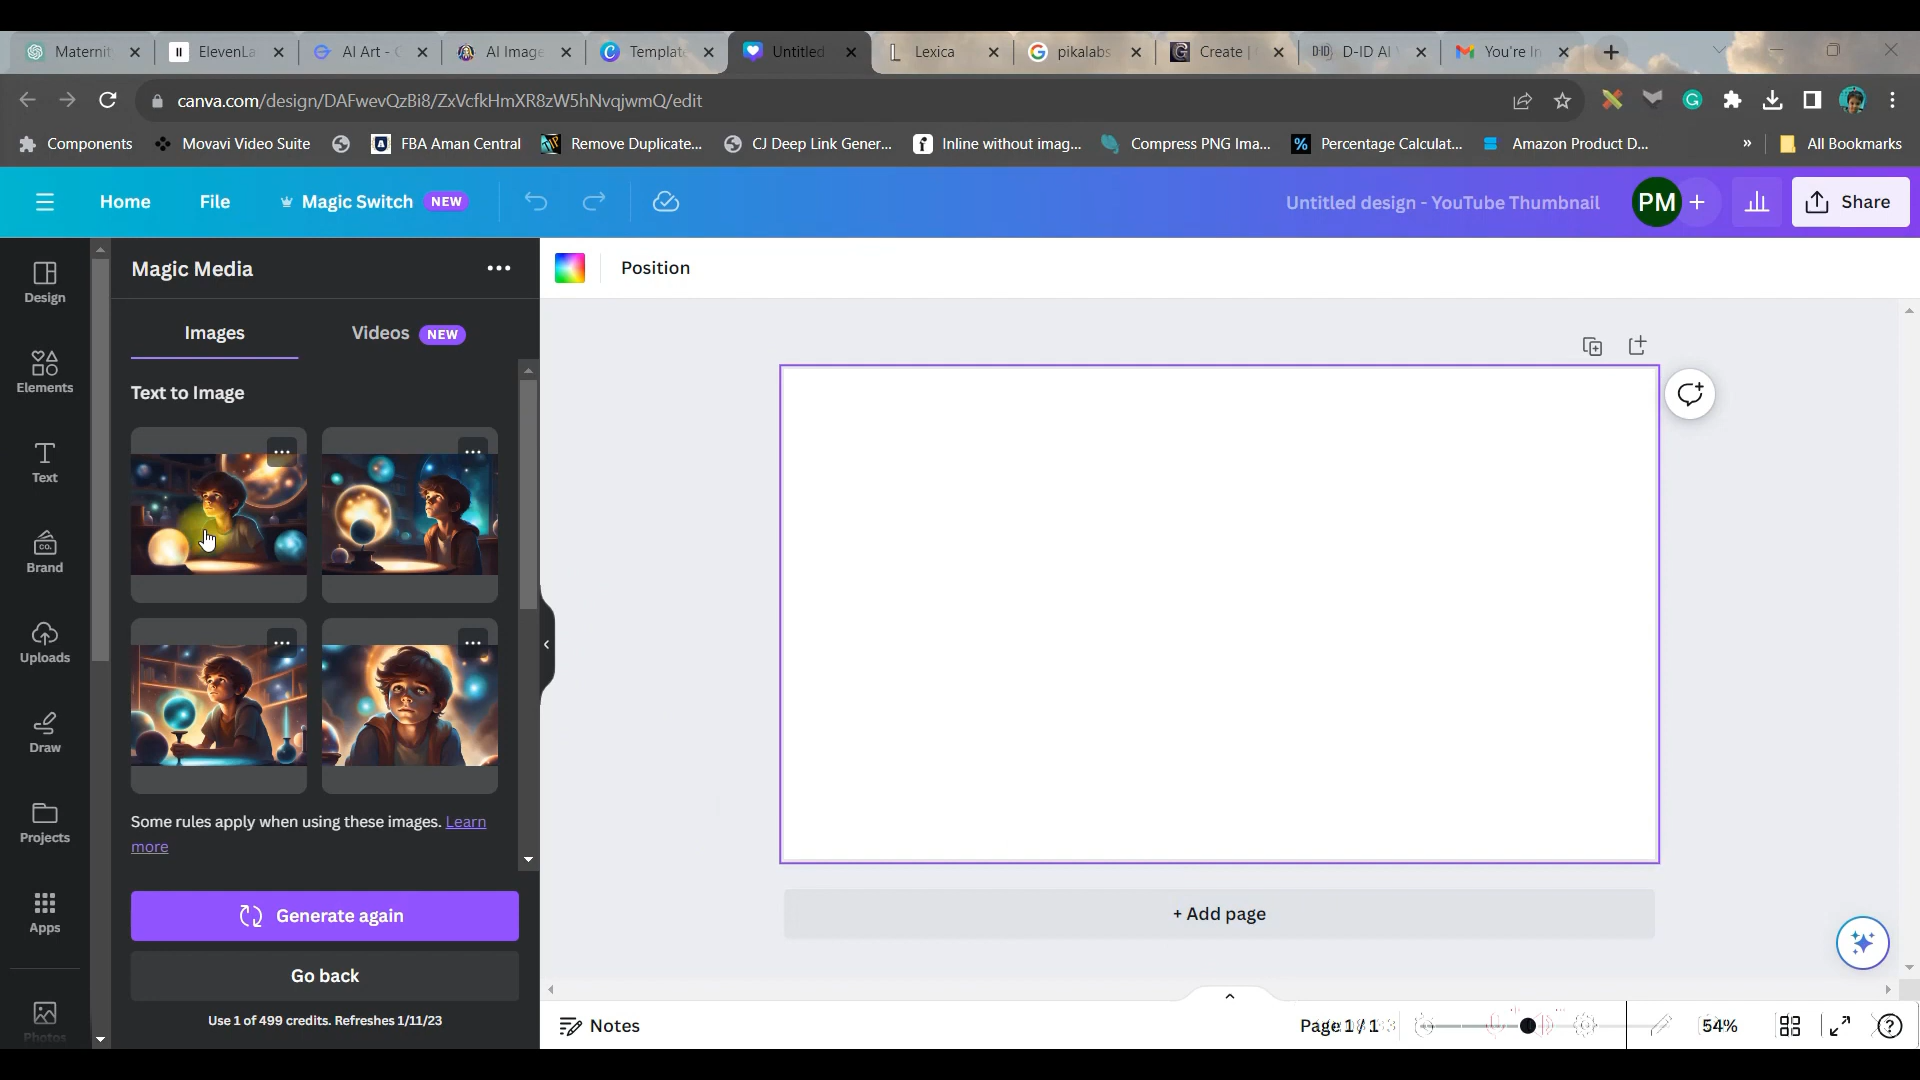 Maternit
ElevenLa
AI Art - C
AI Image
Template
Untitled
Lexica
pikalabs
Create |
D-ID AI V
You're In
canva.com/design/DAFwevQzBi8/ZxVcfkHmXR8zW5hNvqjwmQ/edit
Components
Movavi Video Suite
FBA Aman Central
Remove Duplicate...
CJ Deep Link Gener...
Inline without imag...
Compress PNG Ima...
Percentage Calculat...
Amazon Product D...
»
All Bookmarks
Home
File
Magic Switch NEW
Untitled design - YouTube Thumbnail
PM
Share
Design
Elements
Text
Brand
Uploads
Draw
Projects
Apps
Photos
Magic Media
Images
Videos NEW
Text to Image
Some rules apply when using these images. Learn
more
Generate again
Go back
Use 1 of 499 credits. Refreshes 1/11/23
Position
+ Add page
Notes
Page 1 / 1
54%